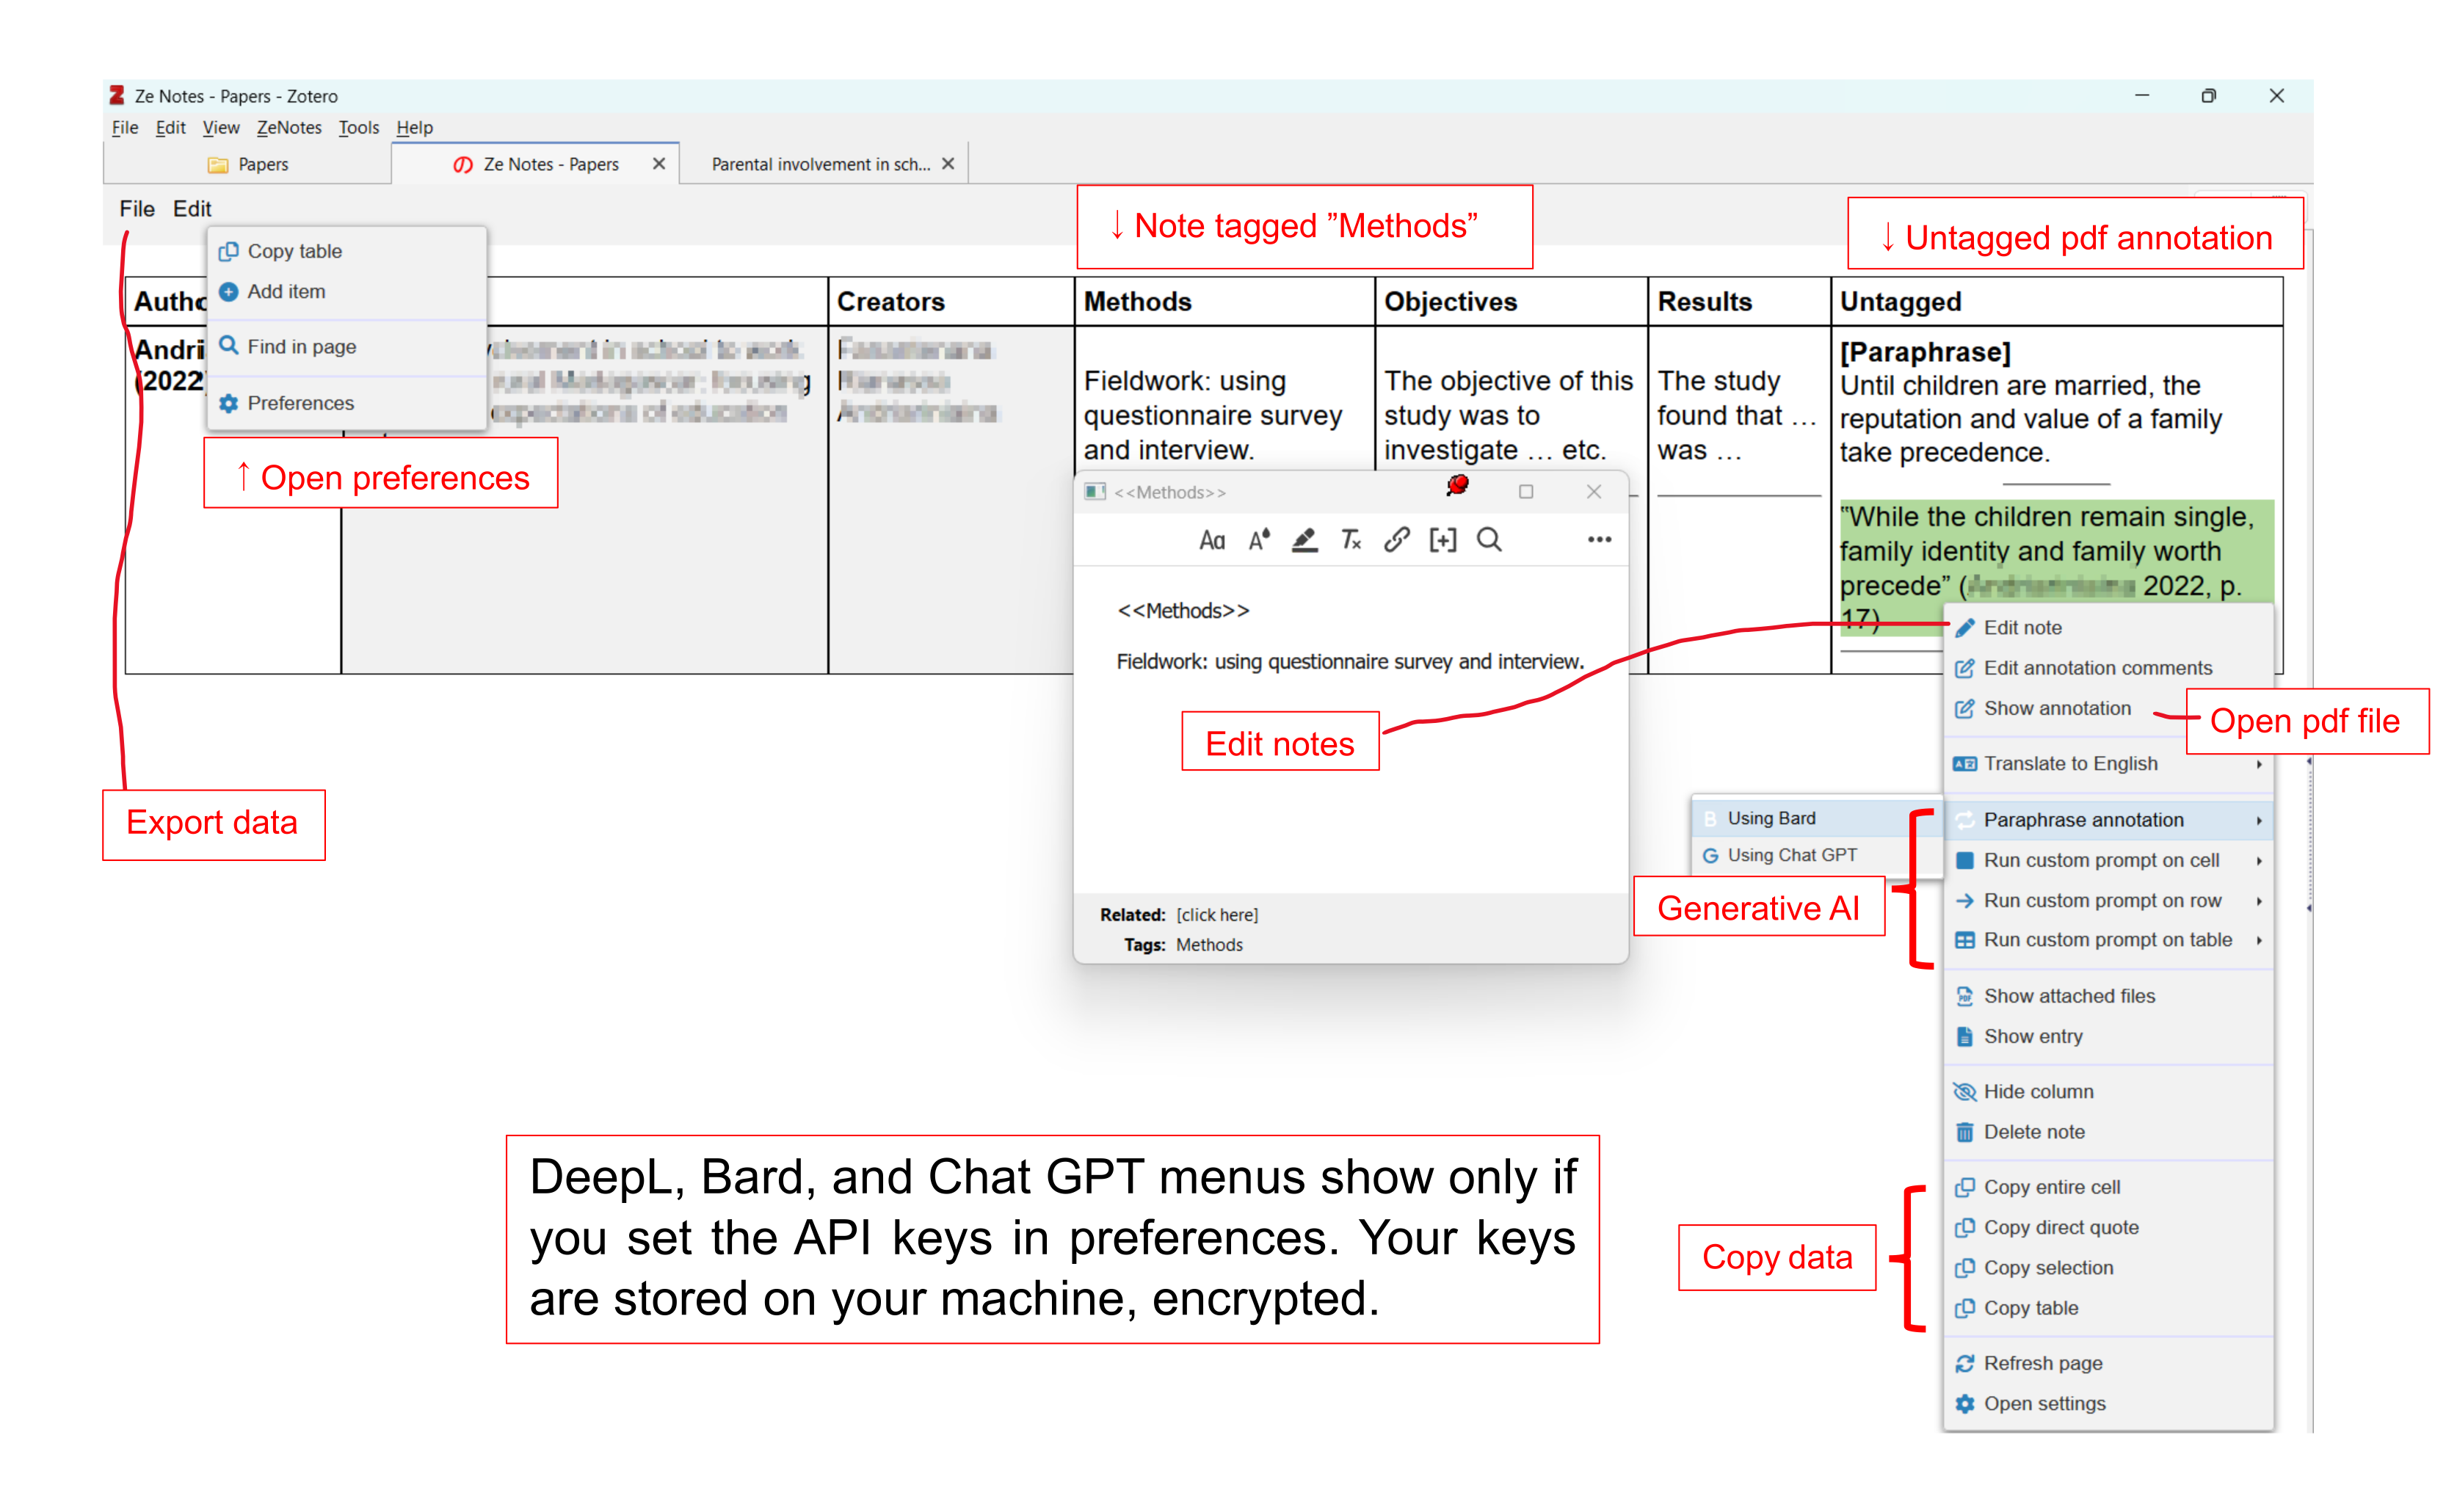 Ze Notes - Papers - Zotero
File Edit View ZeNotes Tools Help
Papers
Ze Notes - Papers
Parental involvement in sch...
File Edit
↓ Note tagged ”Methods”
↓ Untagged pdf annotation
Copy table
Add item
Find in page
Preferences
↑ Open preferences
Creators
Methods
Objectives
Results
Untagged
Andri
(2022
Fieldwork: using
questionnaire survey
and interview.
The objective of this
study was to
investigate … etc.
The study
found that …
was …
[Paraphrase]
Until children are married, the
reputation and value of a family
take precedence.
“While the children remain single,
family identity and family worth
precede” ( 2022, p.
17)
<<Methods>>
<<Methods>>
Fieldwork: using questionnaire survey and interview.
Related: [click here]
Tags: Methods
Edit notes
Export data
Edit note
Edit annotation comments
Show annotation
Open pdf file
Translate to English
Paraphrase annotation
Using Bard
Using Chat GPT
Generative AI
Run custom prompt on cell
Run custom prompt on row
Run custom prompt on table
Show attached files
Show entry
Hide column
Delete note
Copy data
Copy entire cell
Copy direct quote
Copy selection
Copy table
Refresh page
Open settings
DeepL, Bard, and Chat GPT menus show only if
you set the API keys in preferences. Your keys
are stored on your machine, encrypted.